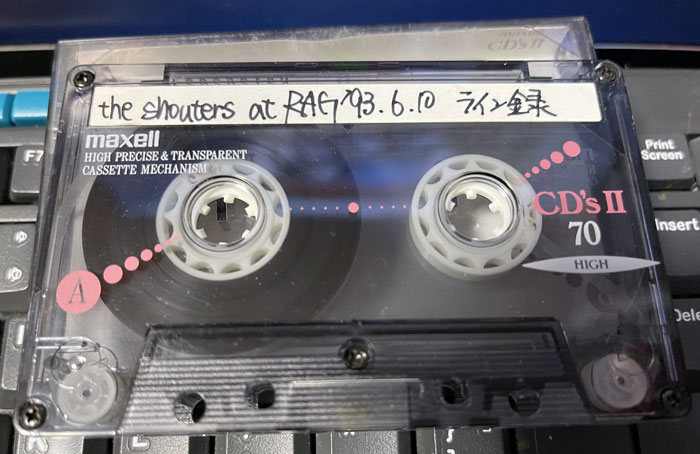 CD's II
the shouters at RAG '93.6.10 ライン録
maxell
HIGH PRECISE & TRANSPARENT
CASSETTE MECHANISM
CD's II
70
HIGH
A
F7
Print
Screen
Insert